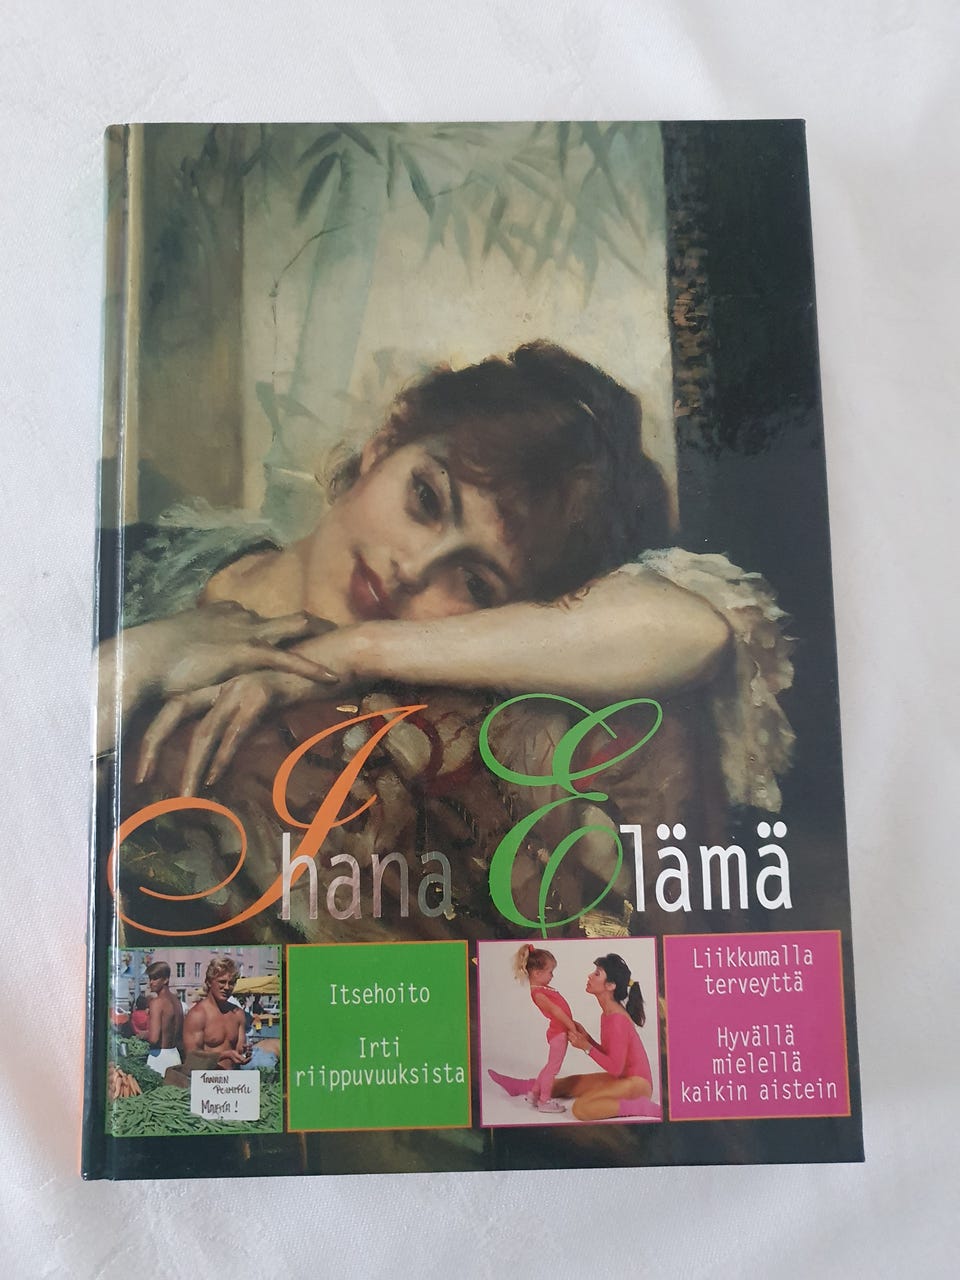 Ihana Elämä
Itsehoito
Irti
riippuvuuksista
Liikkumalla
terveyttä
Hyvällä
mielellä
kaikin aistein